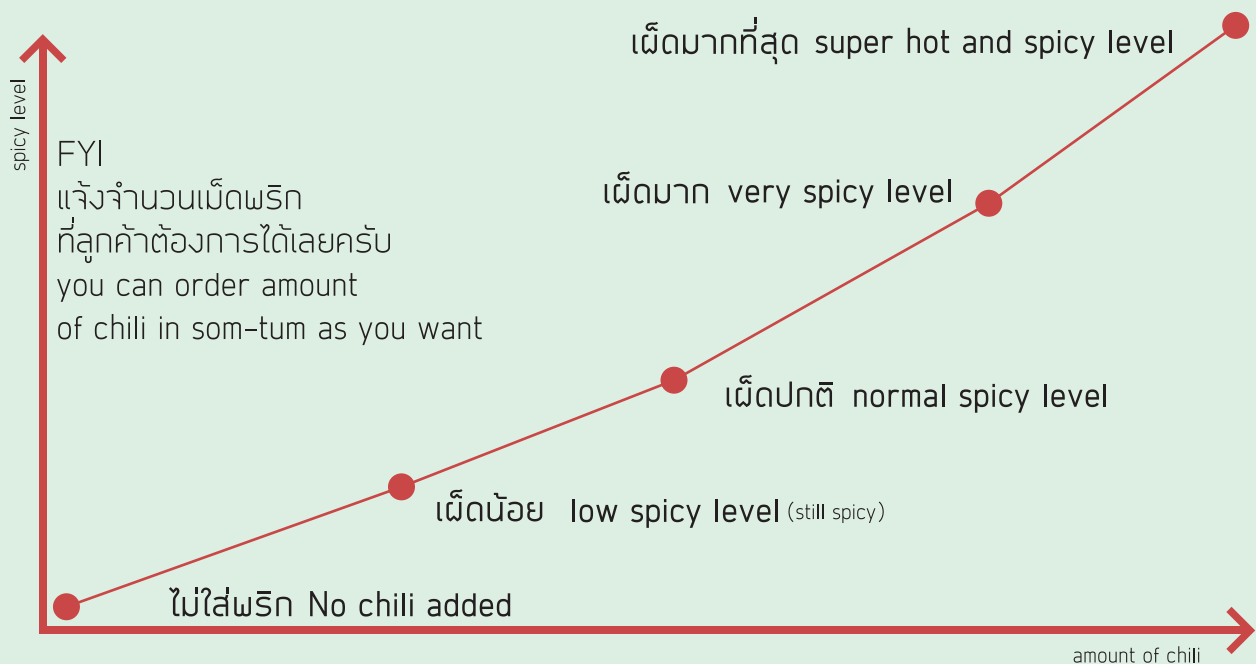 เผ็ดมากที่สุด super hot and spicy level
spicy level
FYI
แจ้งจำนวนเม็ดพริก
ที่ลูกค้าต้องการได้เลยครับ
you can order amount
of chili in som-tum as you want
เผ็ดมาก very spicy level
เผ็ดปกติ normal spicy level
เผ็ดน้อย low spicy level (still spicy)
ไม่ใส่พริก No chili added
amount of chili